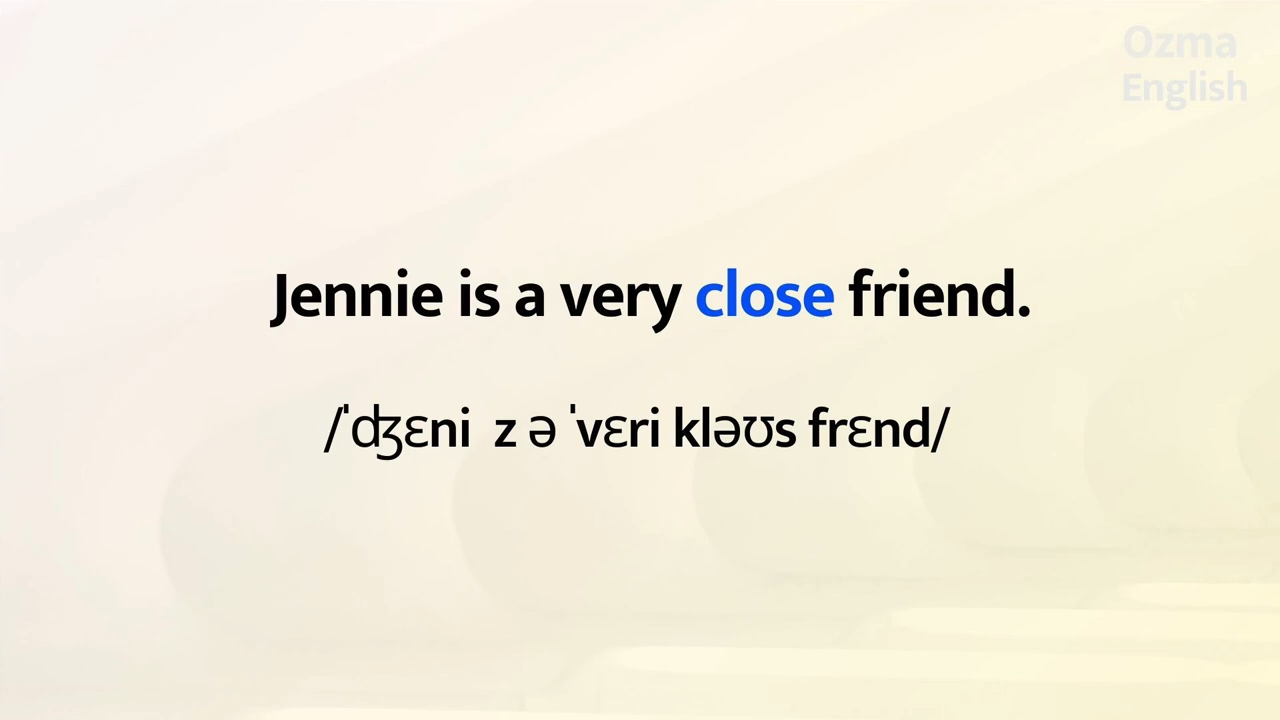 Ozma
English
Jennie is a very close friend.
/ˈʤɛni  z ə ˈvɛri kləʊs frɛnd/